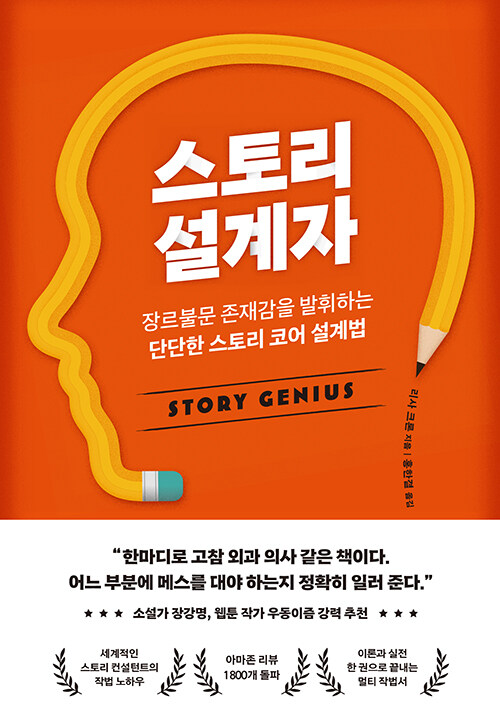 스토리
설계자
장르불문 존재감을 발휘하는
단단한 스토리 코어 설계법
STORY GENIUS
리사 크론 지음 | 홍한결 옮김
“한마디로 고참 외과 의사 같은 책이다.
어느 부분에 메스를 대야 하는지 정확히 일러 준다.”
★ ★ ★ 소설가 장강명, 웹툰 작가 우동이즘 강력 추천 ★ ★ ★
세계적인
스토리 컨설턴트의
작법 노하우
아마존 리뷰
1800개 돌파
이론과 실전
한 권으로 끝내는
멀티 작법서